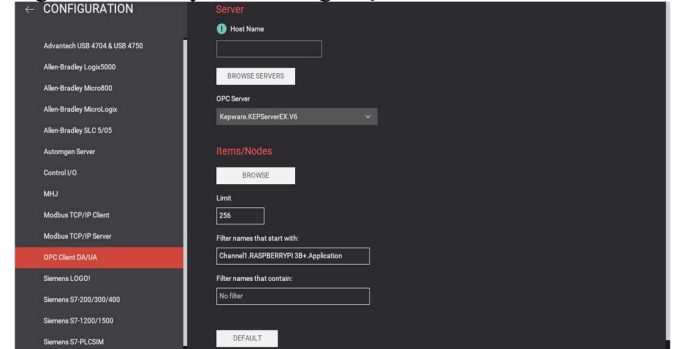 ← CONFIGURATION
Advantech USB 4704 & USB 4750
Allen-Bradley Logix5000
Allen-Bradley Micro800
Allen-Bradley MicroLogix
Allen-Bradley SLC 5/05
Automgen Server
Control I/O
MHJ
Modbus TCP/IP Client
Modbus TCP/IP Server
OPC Client DA/UA
Siemens LOGO!
Siemens S7-200/300/400
Siemens S7-1200/1500
Siemens S7-PLCSIM
Server
! Host Name
BROWSE SERVERS
OPC Server
Kepware.KEPServerEX.V6
Items/Nodes
BROWSE
Limit
256
Filter names that start with:
Channel1.RASPBERRYPI 3B+.Application
Filter names that contain:
No filter
DEFAULT